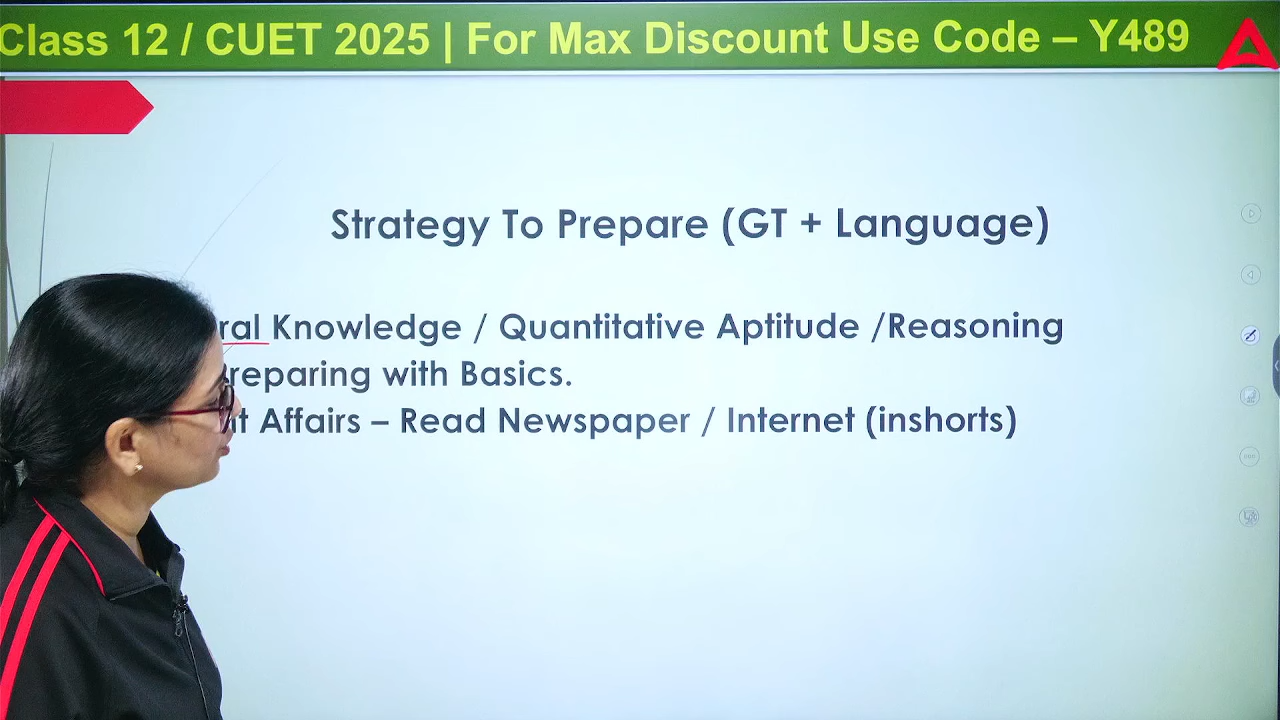 Class 12 / CUET 2025 | For Max Discount Use Code – Y489
Strategy To Prepare (GT + Language)
ral Knowledge / Quantitative Aptitude /Reasoning
reparing with Basics.
Affairs – Read Newspaper / Internet (inshorts)